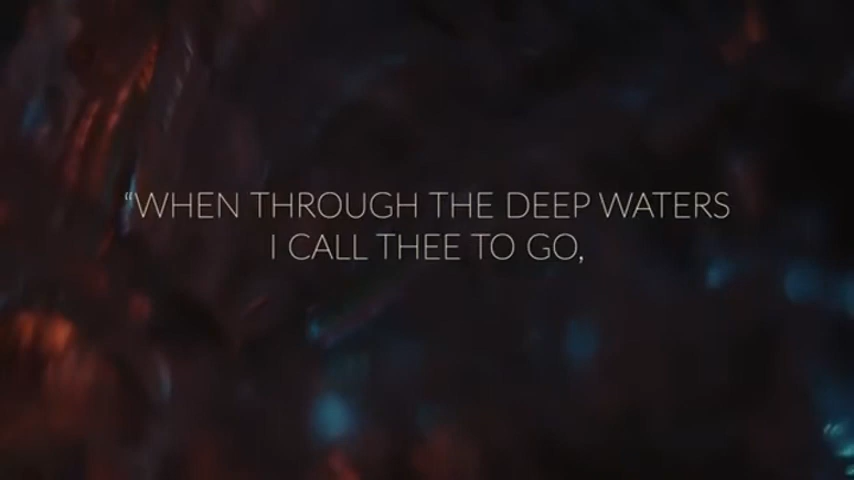 “WHEN THROUGH THE DEEP WATERS
I CALL THEE TO GO,